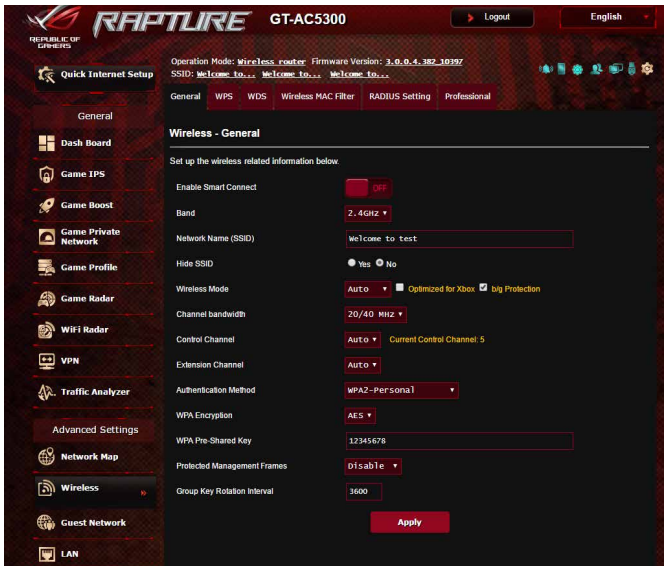 REPUBLIC OF GAMERS
RAPTURE GT-AC5300
Logout
English
Quick Internet Setup
Operation Mode: Wireless router Firmware Version: 3.0.0.4.382_10397
SSID: Welcome to... Welcome to... Welcome to...
General WPS WDS Wireless MAC Filter RADIUS Setting Professional
General
Dash Board
Game IPS
Game Boost
Game Private Network
Game Profile
Game Radar
WiFi Radar
VPN
Traffic Analyzer
Advanced Settings
Network Map
Wireless
Guest Network
LAN
Wireless - General
Set up the wireless related information below.
Enable Smart Connect OFF
Band 2.4GHz
Network Name (SSID) Welcome to test
Hide SSID Yes No
Wireless Mode Auto Optimized for Xbox b/g Protection
Channel bandwidth 20/40 MHz
Control Channel Auto Current Control Channel: 5
Extension Channel Auto
Authentication Method WPA2-Personal
WPA Encryption AES
WPA Pre-Shared Key 12345678
Protected Management Frames Disable
Group Key Rotation Interval 3600
Apply